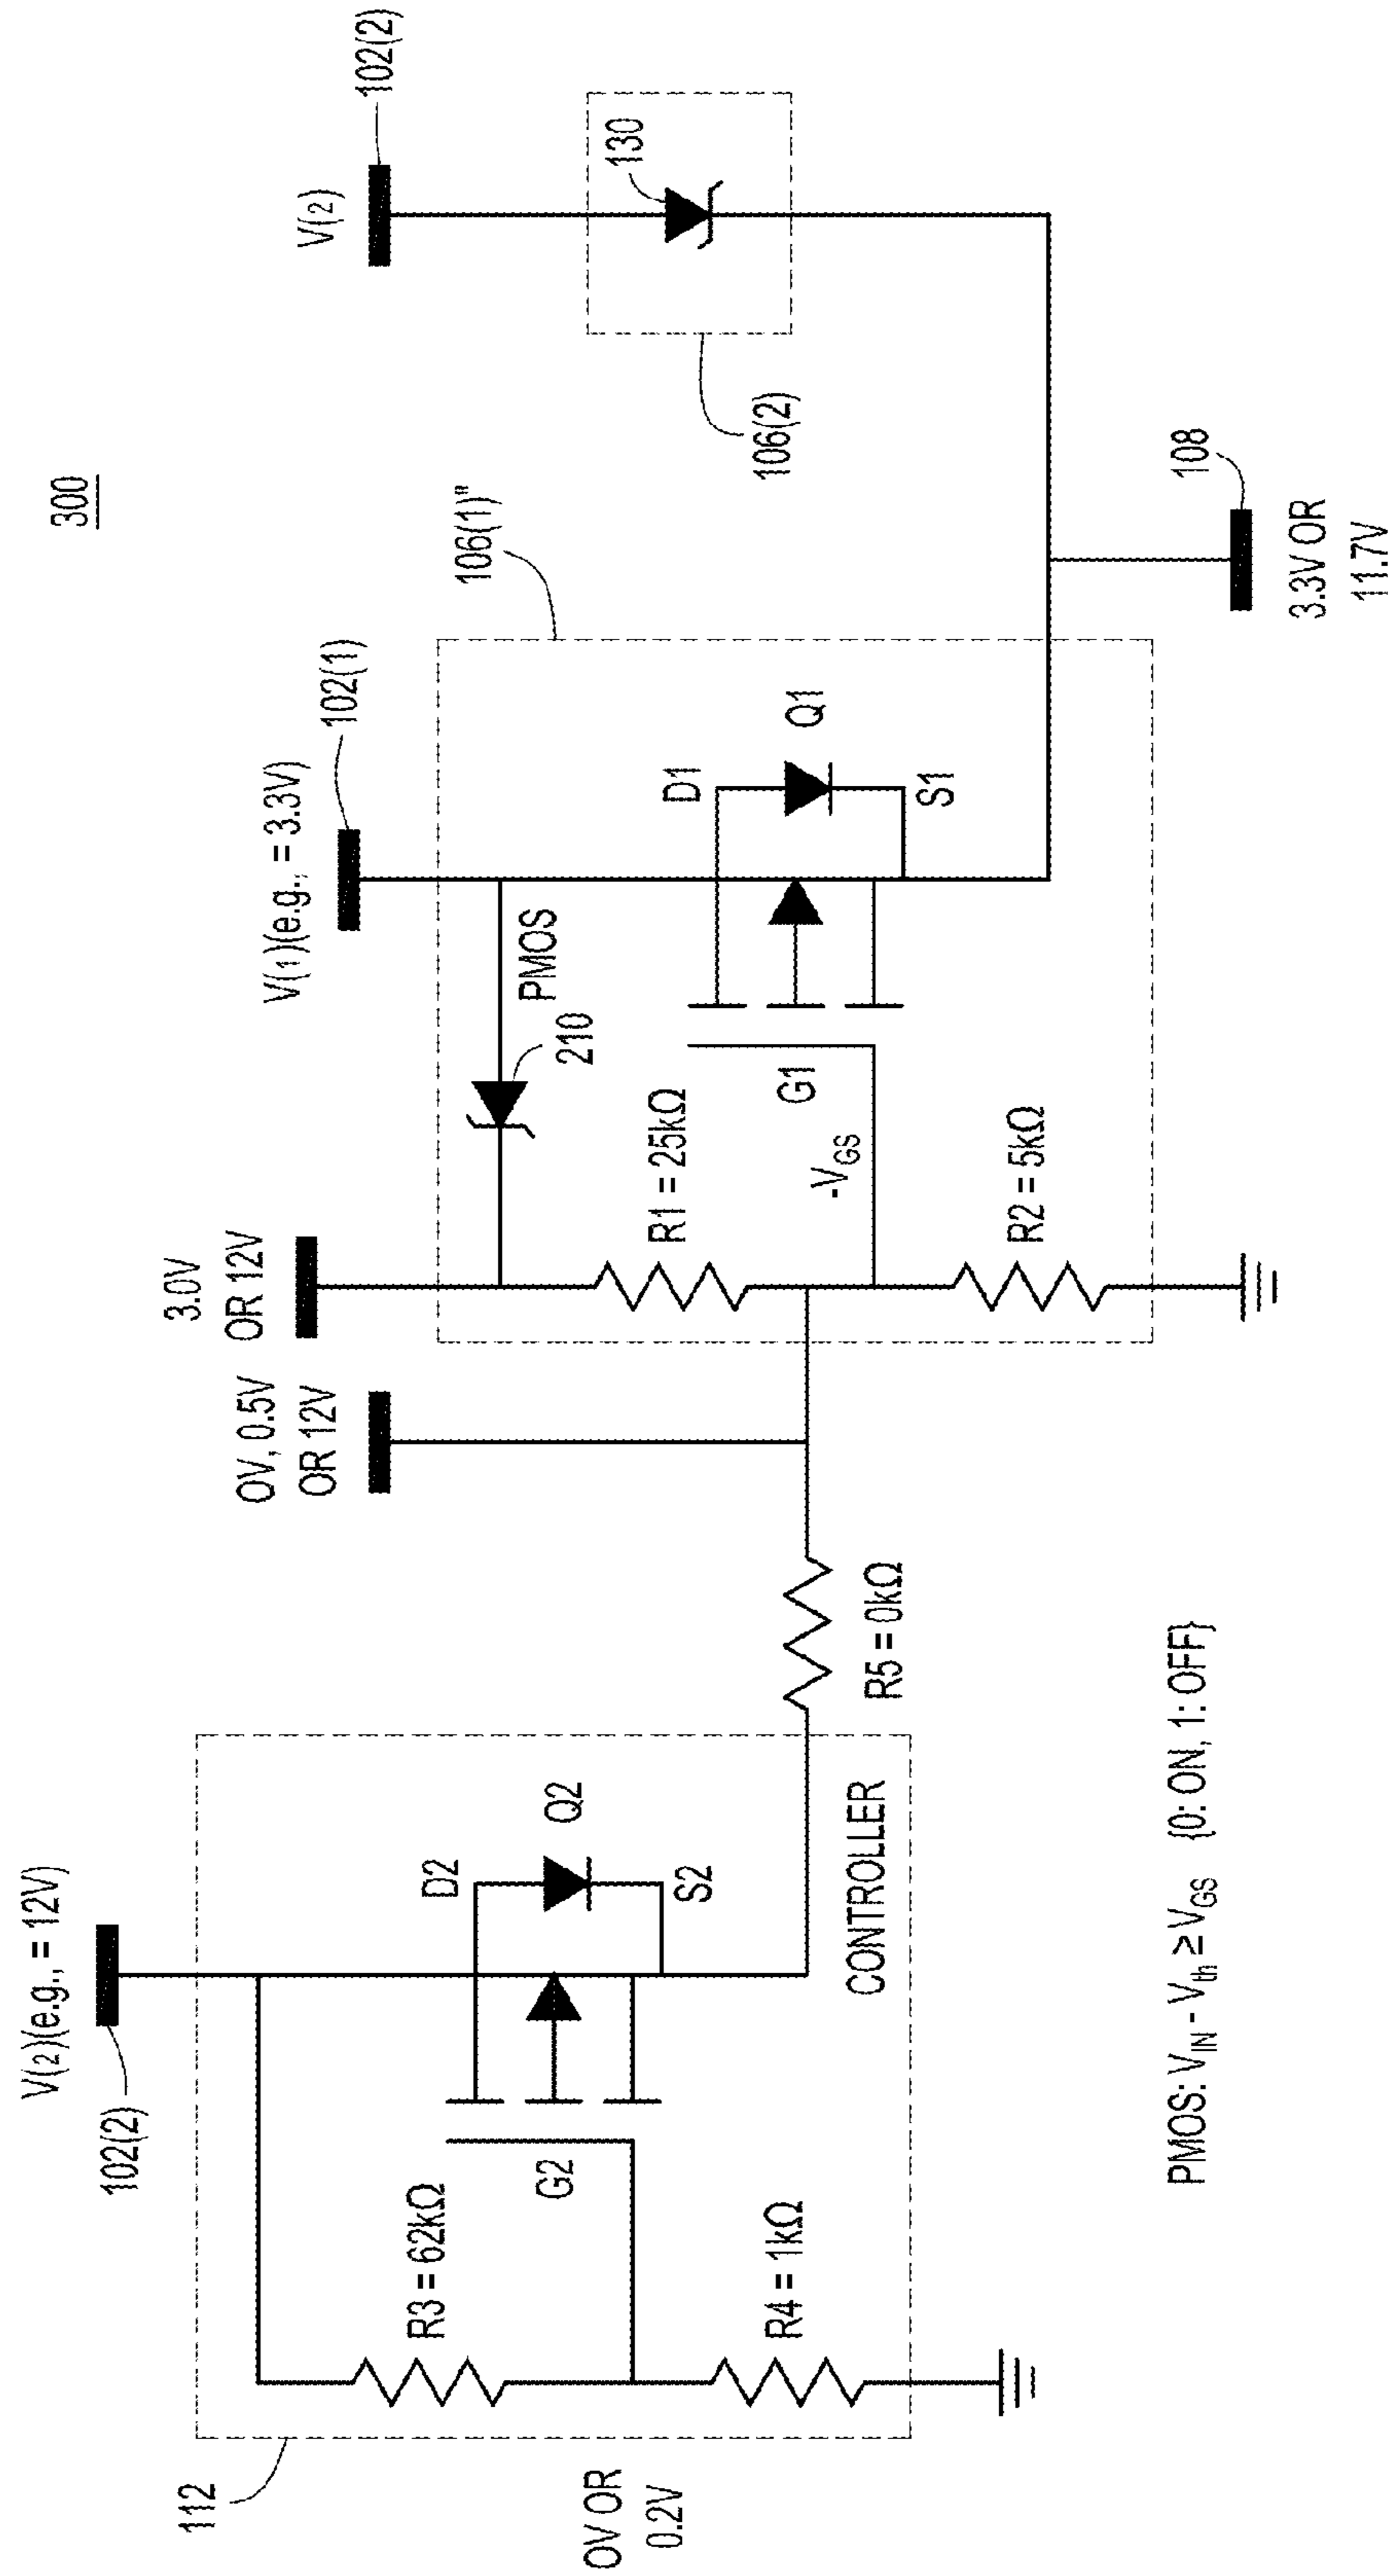 300
V(2)(e.g., = 12V)
102(2)
112
R3 = 62kΩ
R4 = 1kΩ
0V OR
0.2V
G2
D2
Q2
S2
CONTROLLER
R5 = 0kΩ
0V, 0.5V
OR 12V
3.0V
OR 12V
V(1)(e.g., = 3.3V)
102(1)
106(1)"
210
PMOS
R1 = 25kΩ
-VGS
R2 = 5kΩ
G1
D1
Q1
S1
V(2)
102(2)
130
106(2)
108
3.3V OR
11.7V
PMOS: VIN - Vth ≥ VGS {0: ON, 1: OFF}